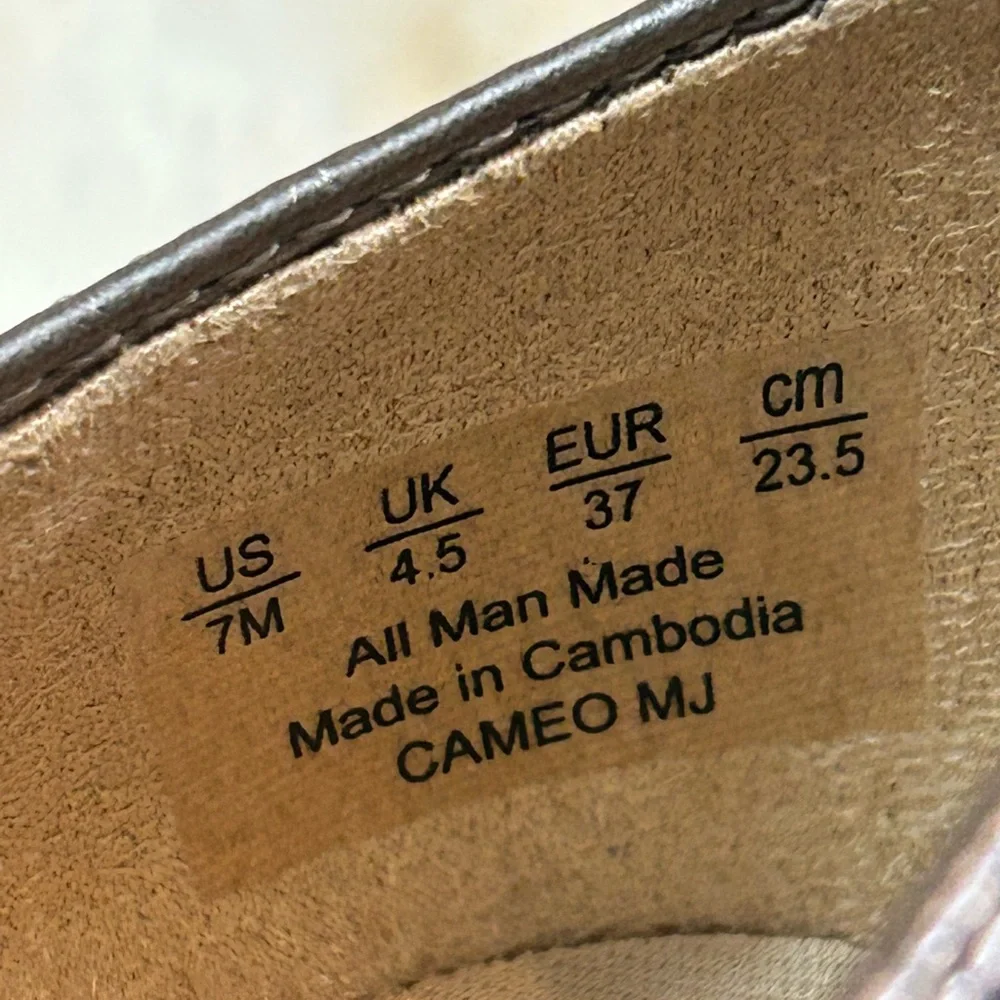 US UK EUR cm
7M 4.5 37 23.5
All Man Made
Made in Cambodia
CAMEO MJ